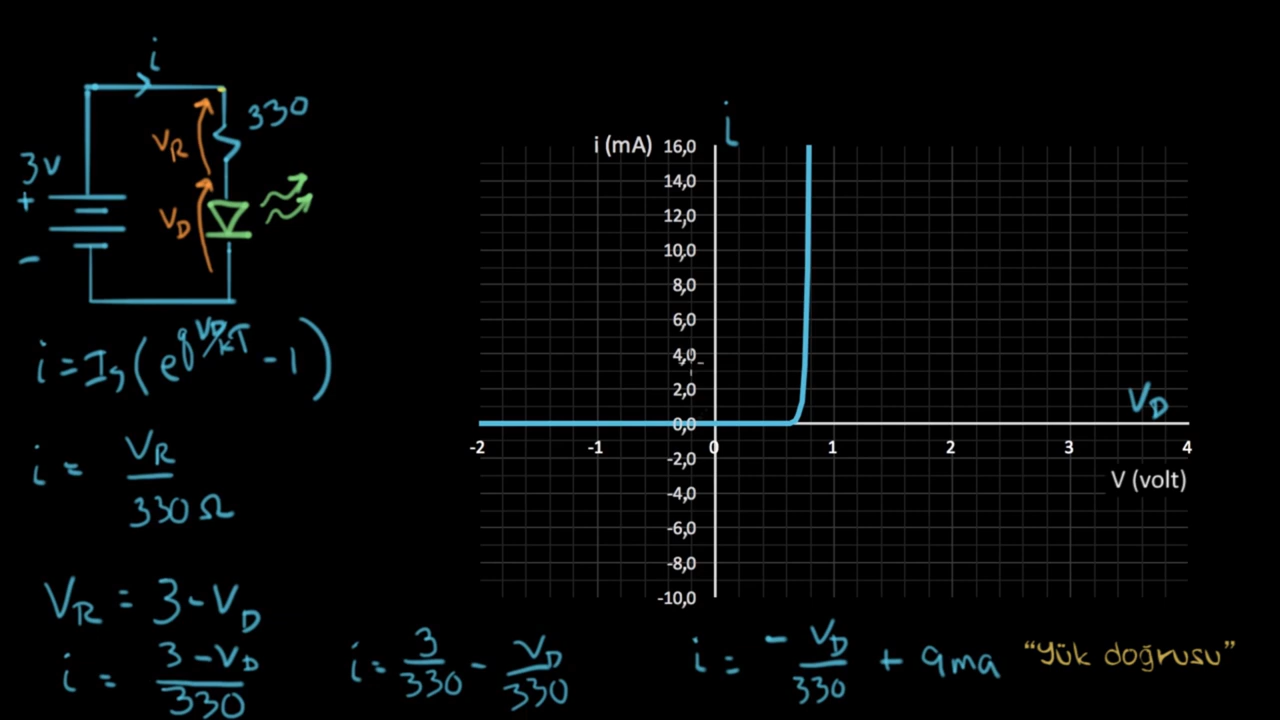 i
330
V_R
3v
+
V_D
-
i = I_s (e^{qV_D/kT} - 1)
i = V_R / 330 Ω
V_R = 3 - V_D
i = 3 - V_D / 330
i = 3/330 - V_D/330
i = - V_D/330 + 9ma "yük doğrusu"
i
i (mA)
16,0
14,0
12,0
10,0
8,0
6,0
4,0
2,0
0,0
-2,0
-4,0
-6,0
-8,0
-10,0
-2 -1 0 1 2 3 4
V_D
V (volt)